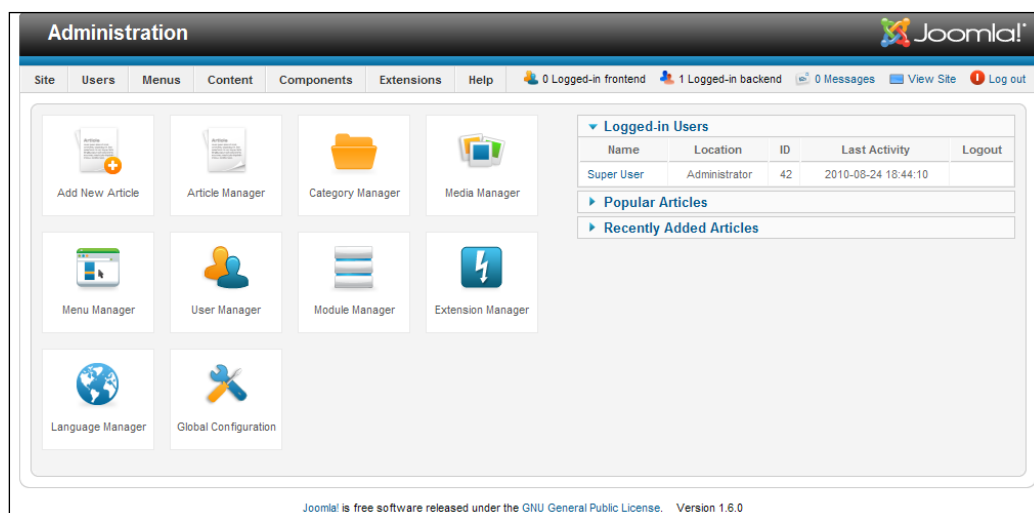 Administration
Joomla!
Site Users Menus Content Components Extensions Help 0 Logged-in frontend 1 Logged-in backend 0 Messages View Site Log out
Add New Article Article Manager Category Manager Media Manager
Menu Manager User Manager Module Manager Extension Manager
Language Manager Global Configuration
Logged-in Users
Name Location ID Last Activity Logout
Super User Administrator 42 2010-08-24 18:44:10
Popular Articles
Recently Added Articles
Joomla! is free software released under the GNU General Public License. Version 1.6.0